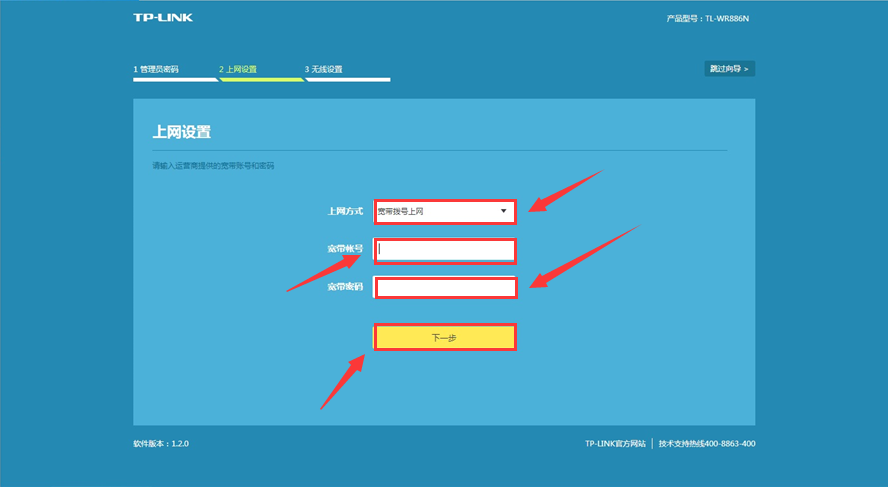 TP-LINK
产品型号：TL-WR886N
1 管理员密码 2 上网设置 3 无线设置
跳过向导 >
上网设置
请输入运营商提供的宽带账号和密码
上网方式 宽带拨号上网
宽带帐号
宽带密码
下一步
软件版本：1.2.0
TP-LINK官方网站 | 技术支持热线400-8863-400